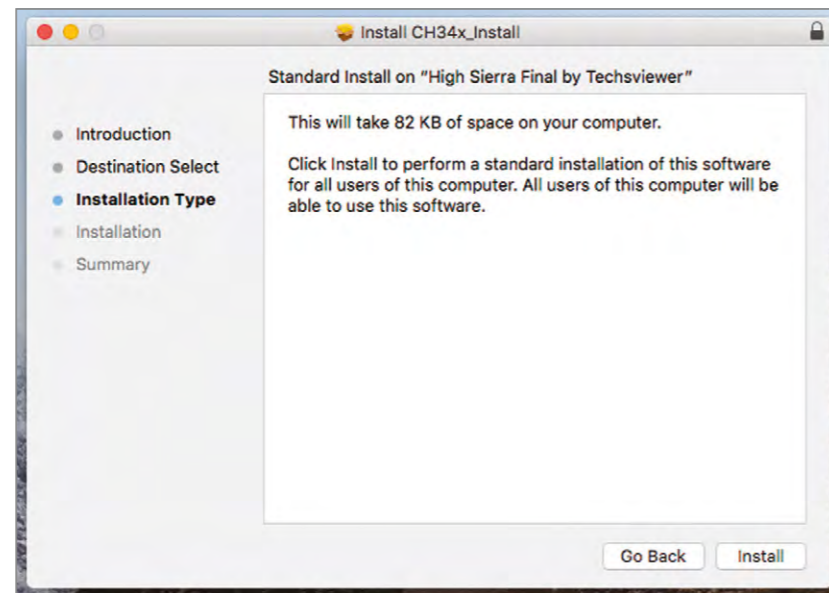 Install CH34x_Install
Standard Install on "High Sierra Final by Techsviewer"
Introduction
Destination Select
Installation Type
Installation
Summary
This will take 82 KB of space on your computer.
Click Install to perform a standard installation of this software
for all users of this computer. All users of this computer will be
able to use this software.
Go Back
Install